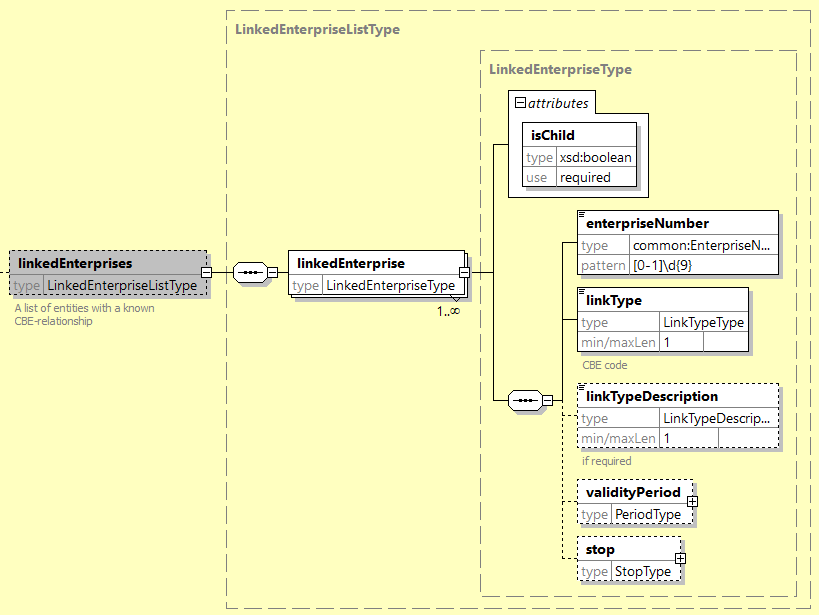 LinkedEnterpriseListType
LinkedEnterpriseType
attributes
isChild
type xsd:boolean
use required
linkedEnterprises
type LinkedEnterpriseListType
A list of entities with a known
CBE-relationship
linkedEnterprise
type LinkedEnterpriseType
1..∞
enterpriseNumber
type common:EnterpriseN...
pattern [0-1]\d{9}
linkType
type LinkTypeType
min/maxLen 1
CBE code
linkTypeDescription
type LinkTypeDescrip...
min/maxLen 1
if required
validityPeriod
type PeriodType
stop
type StopType